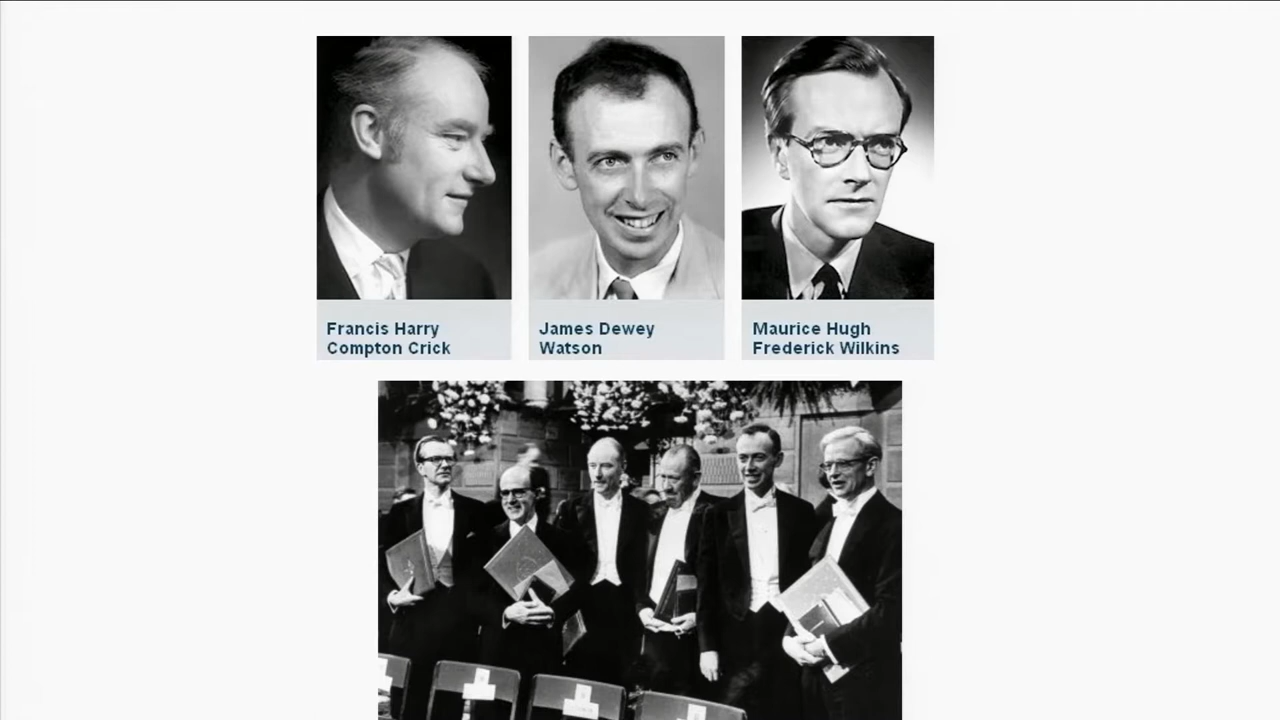 Francis Harry
Compton Crick
James Dewey
Watson
Maurice Hugh
Frederick Wilkins